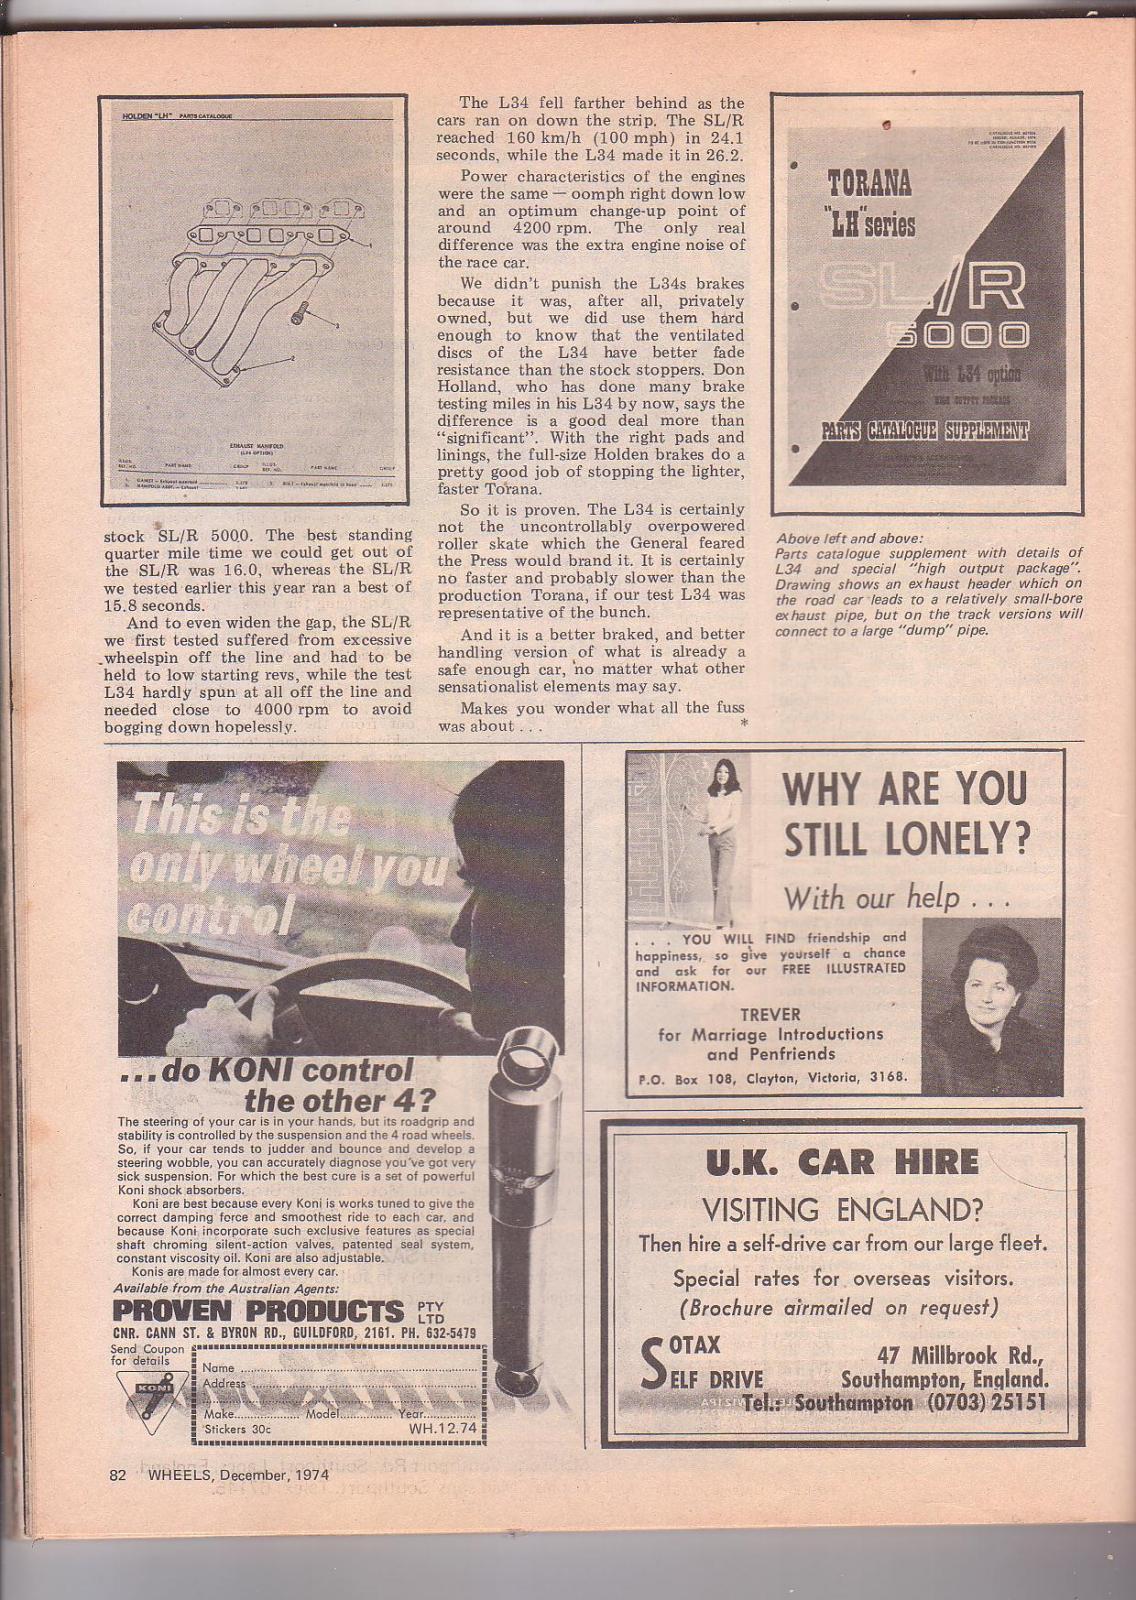 HOLDEN "LH" PARTS CATALOGUE
1
3
2
EXHAUST MANIFOLD
(L34 OPTION)
REF. NO. PART NAME GROUP REF. NO. PART NAME GROUP
stock SL/R 5000. The best standing
quarter mile time we could get out of
the SL/R was 16.0, whereas the SL/R
we tested earlier this year ran a best of
15.8 seconds.
And to even widen the gap, the SL/R
we first tested suffered from excessive
wheelspin off the line and had to be
held to low starting revs, while the test
L34 hardly spun at all off the line and
needed close to 4000 rpm to avoid
bogging down hopelessly.
The L34 fell farther behind as the
cars ran on down the strip. The SL/R
reached 160 km/h (100 mph) in 24.1
seconds, while the L34 made it in 26.2.
Power characteristics of the engines
were the same — oomph right down low
and an optimum change-up point of
around 4200 rpm. The only real
difference was the extra engine noise of
the race car.
We didn't punish the L34s brakes
because it was, after all, privately
owned, but we did use them hard
enough to know that the ventilated
discs of the L34 have better fade
resistance than the stock stoppers. Don
Holland, who has done many brake
testing miles in his L34 by now, says the
difference is a good deal more than
"significant". With the right pads and
linings, the full-size Holden brakes do a
pretty good job of stopping the lighter,
faster Torana.
So it is proven. The L34 is certainly
not the uncontrollably overpowered
roller skate which the General feared
the Press would brand it. It is certainly
no faster and probably slower than the
production Torana, if our test L34 was
representative of the bunch.
And it is a better braked, and better
handling version of what is already a
safe enough car, no matter what other
sensationalist elements may say.
Makes you wonder what all the fuss
was about . . . *
TORANA
"LH" series
SL/R
5000
With L34 option
HIGH OUTPUT PACKAGE
PARTS CATALOGUE SUPPLEMENT
Above left and above:
Parts catalogue supplement with details of
L34 and special "high output package".
Drawing shows an exhaust header which on
the road car leads to a relatively small-bore
exhaust pipe, but on the track versions will
connect to a large "dump" pipe.
This is the
only wheel you
control
...do KONI control
the other 4?
The steering of your car is in your hands, but its roadgrip and
stability is controlled by the suspension and the 4 road wheels.
So, if your car tends to judder and bounce and develop a
steering wobble, you can accurately diagnose you've got very
sick suspension. For which the best cure is a set of powerful
Koni shock absorbers.
Koni are best because every Koni is works tuned to give the
correct damping force and smoothest ride to each car, and
because Koni incorporate such exclusive features as special
shaft chroming silent-action valves, patented seal system,
constant viscosity oil. Koni are also adjustable.
Konis are made for almost every car.
Available from the Australian Agents:
PROVEN PRODUCTS PTY LTD
CNR. CANN ST. & BYRON RD., GUILDFORD, 2161. PH. 632-5479
Send Coupon
for details
KONI
Name
Address
Make Model Year
Stickers 30c WH.12.74
WHY ARE YOU
STILL LONELY?
With our help . . .
. . . YOU WILL FIND friendship and
happiness, so give yourself a chance
and ask for our FREE ILLUSTRATED
INFORMATION.
TREVER
for Marriage Introductions
and Penfriends
P.O. Box 108, Clayton, Victoria, 3168.
U.K. CAR HIRE
VISITING ENGLAND?
Then hire a self-drive car from our large fleet.
Special rates for overseas visitors.
(Brochure airmailed on request)
SOTAX
SELF DRIVE
47 Millbrook Rd.,
Southampton, England.
Tel.: Southampton (0703) 25151
82 WHEELS, December, 1974